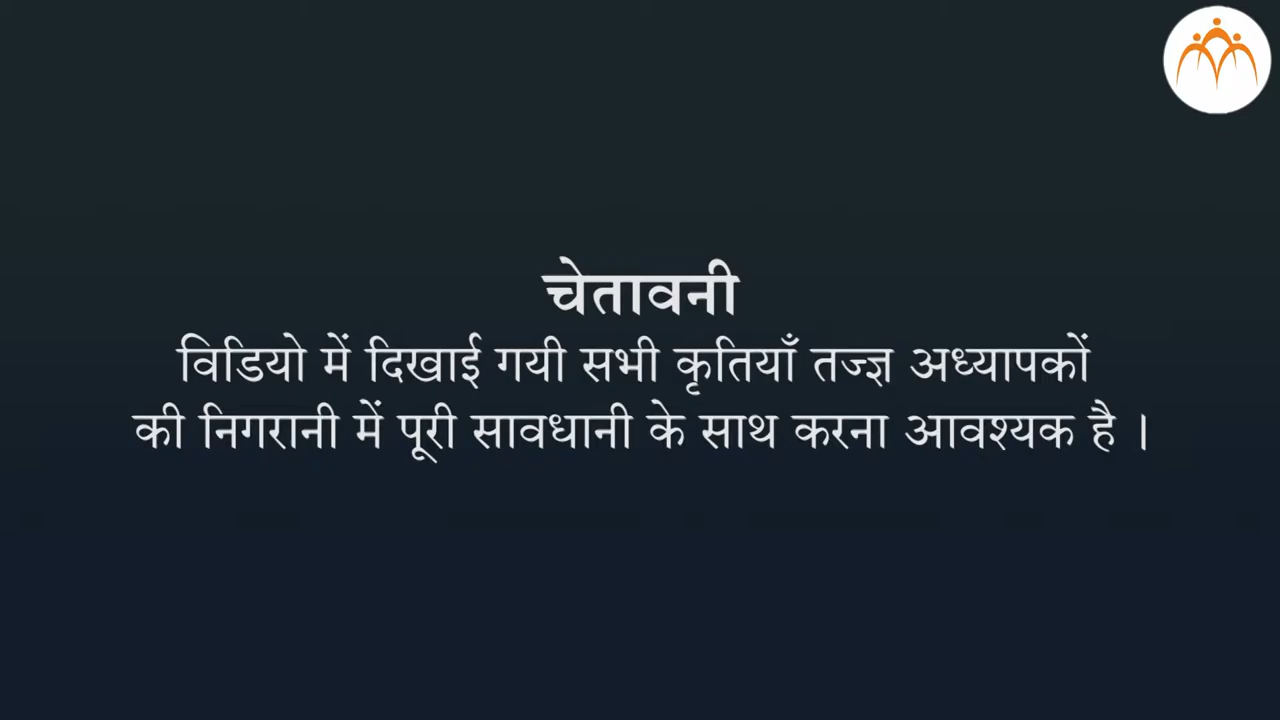 चेतावनी
विडियो में दिखाई गयी सभी कृतियाँ तज्ज्ञ अध्यापकों
की निगरानी में पूरी सावधानी के साथ करना आवश्यक है ।